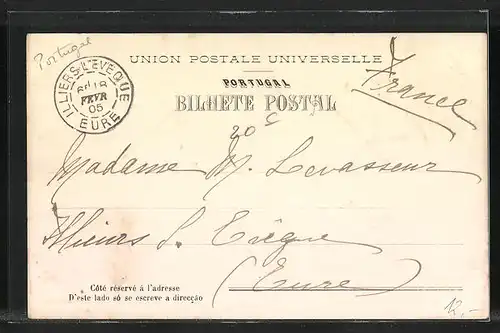 Portugal
UNION POSTALE UNIVERSELLE
PORTUGAL
BILHETE POSTAL
France
ILLIERS-L'EVEQUE
FEVR
05
EURE
20 c
Madame M. Levasseur
Illiers l'Evêque
(Eure)
Côté réservé à l'adresse
D'este lado só se escreve a direcção
12,-